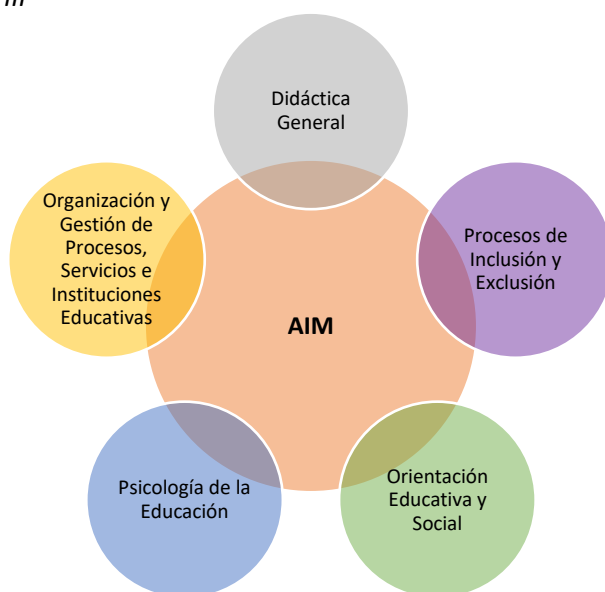 III
Didáctica
General
Organización y
Gestión de
Procesos,
Servicios e
Instituciones
Educativas
Procesos de
Inclusión y
Exclusión
AIM
Psicología de la
Educación
Orientación
Educativa y
Social